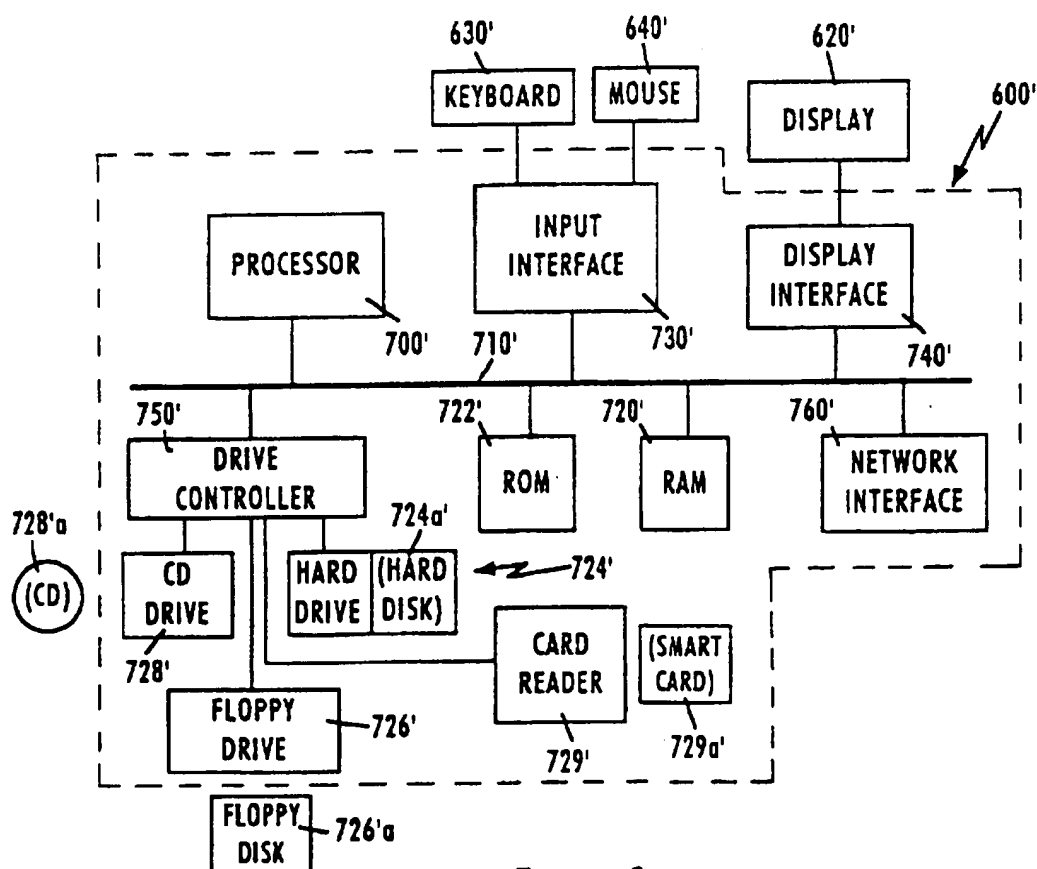 630'
640'
620'
600'
KEYBOARD
MOUSE
DISPLAY
PROCESSOR
700'
INPUT
INTERFACE
730'
DISPLAY
INTERFACE
740'
710'
750'
722'
720'
760'
DRIVE
CONTROLLER
ROM
RAM
NETWORK
INTERFACE
728'a
(CD)
CD
DRIVE
728'
724a'
HARD
DRIVE
(HARD
DISK)
724'
CARD
READER
729'
(SMART
CARD)
729a'
FLOPPY
DRIVE
726'
FLOPPY
DISK
726'a